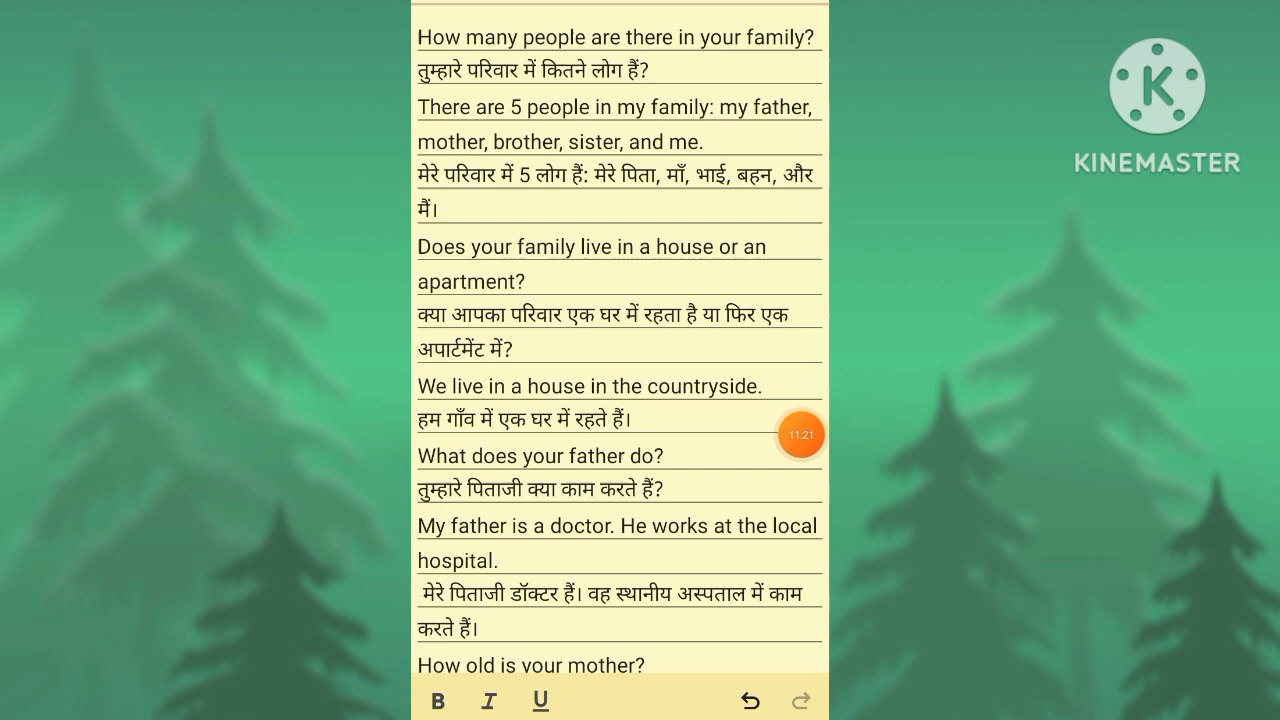 How many people are there in your family?
तुम्हारे परिवार में कितने लोग हैं?
There are 5 people in my family: my father,
mother, brother, sister, and me.
मेरे परिवार में 5 लोग हैं: मेरे पिता, माँ, भाई, बहन, और
मैं।
Does your family live in a house or an
apartment?
क्या आपका परिवार एक घर में रहता है या फिर एक
अपार्टमेंट में?
We live in a house in the countryside.
हम गाँव में एक घर में रहते हैं।
11:21
What does your father do?
तुम्हारे पिताजी क्या काम करते हैं?
My father is a doctor. He works at the local
hospital.
मेरे पिताजी डॉक्टर हैं। वह स्थानीय अस्पताल में काम
करते हैं।
How old is your mother?
B I U
K
KINEMASTER